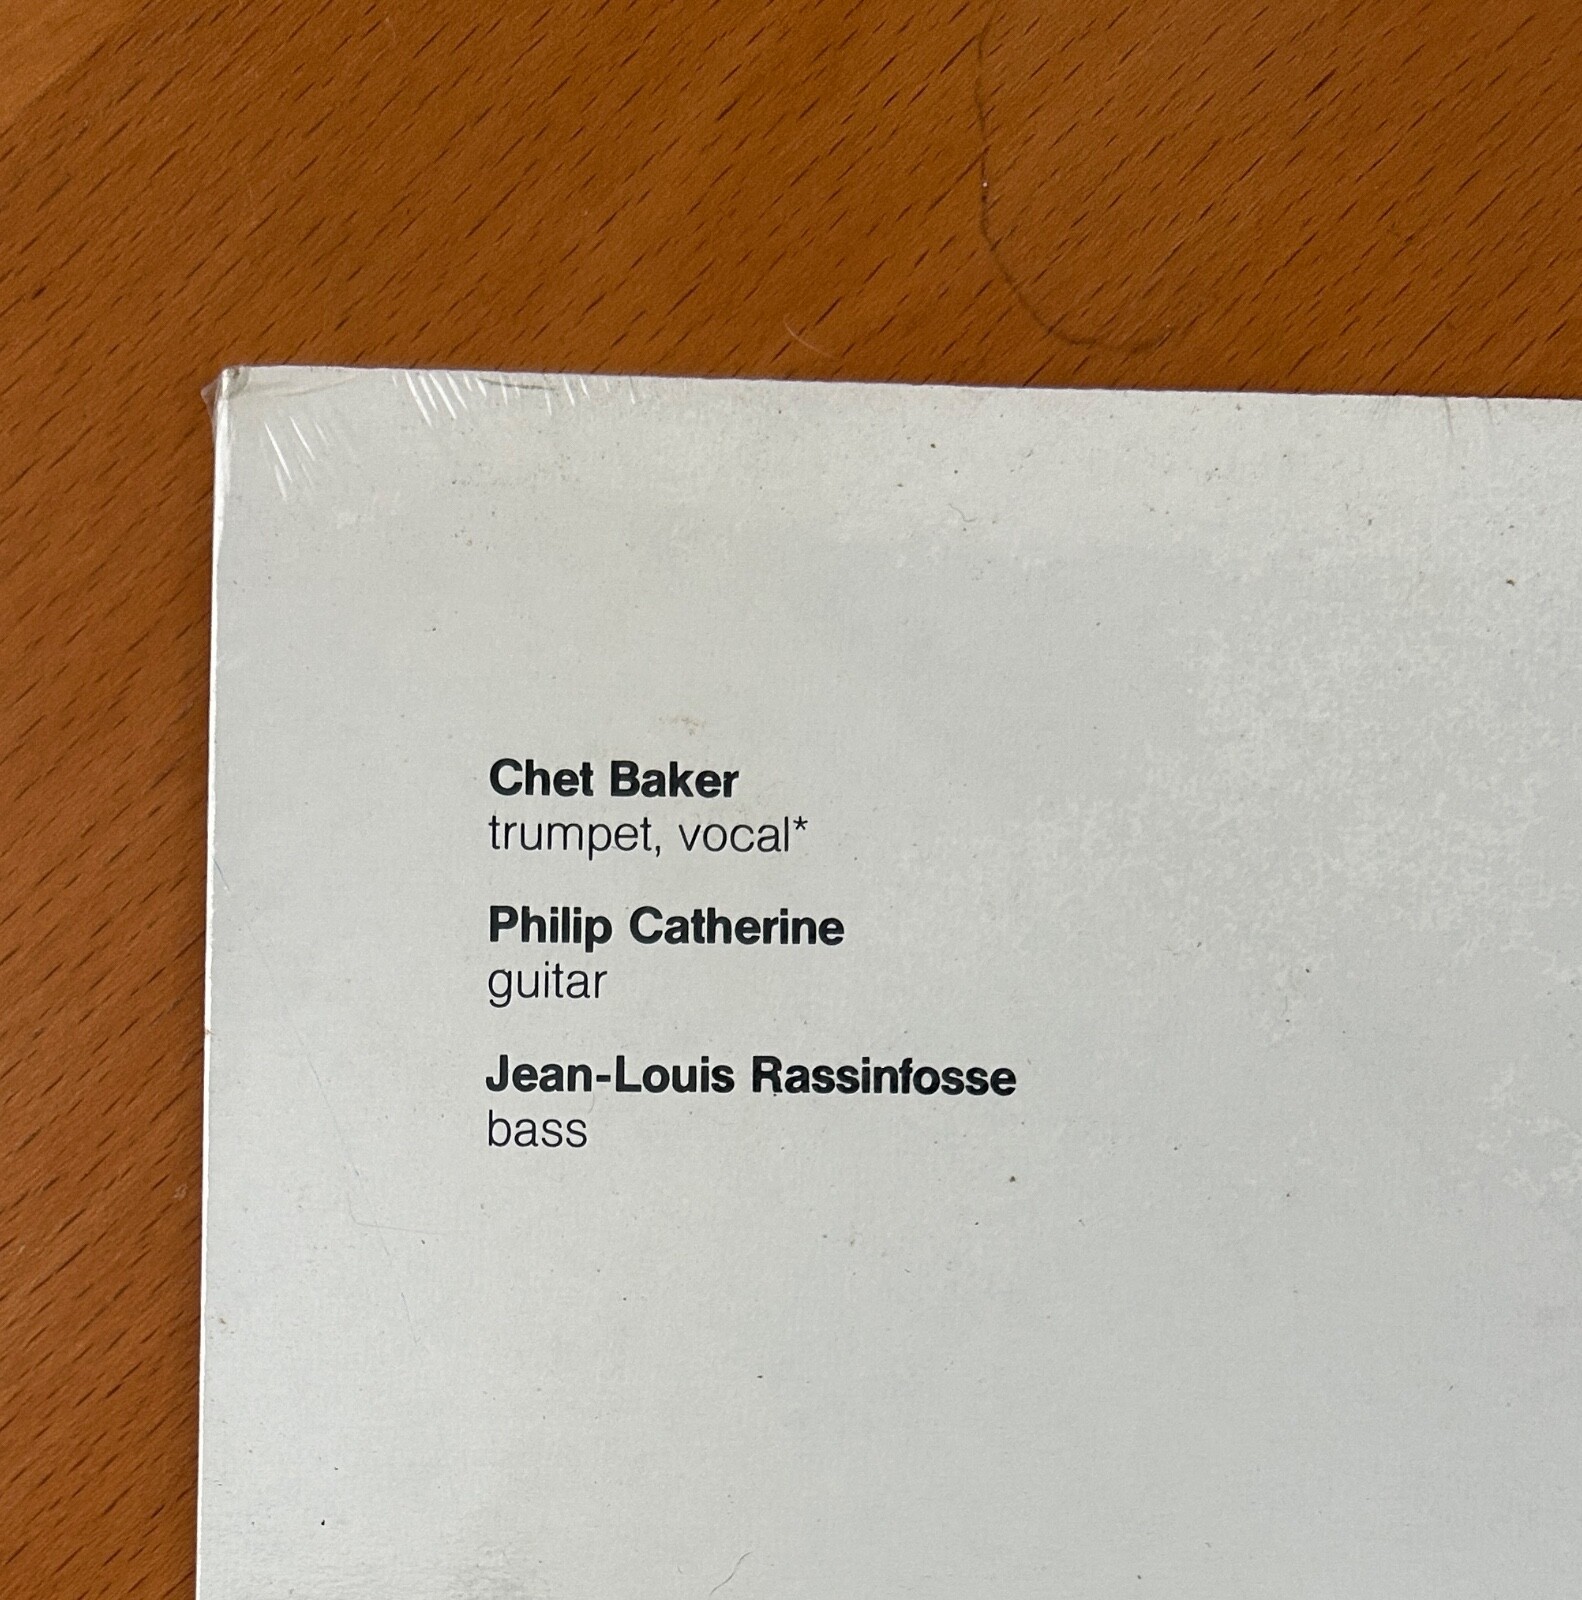 Chet Baker
trumpet, vocal*
Philip Catherine
guitar
Jean-Louis Rassinfosse
bass